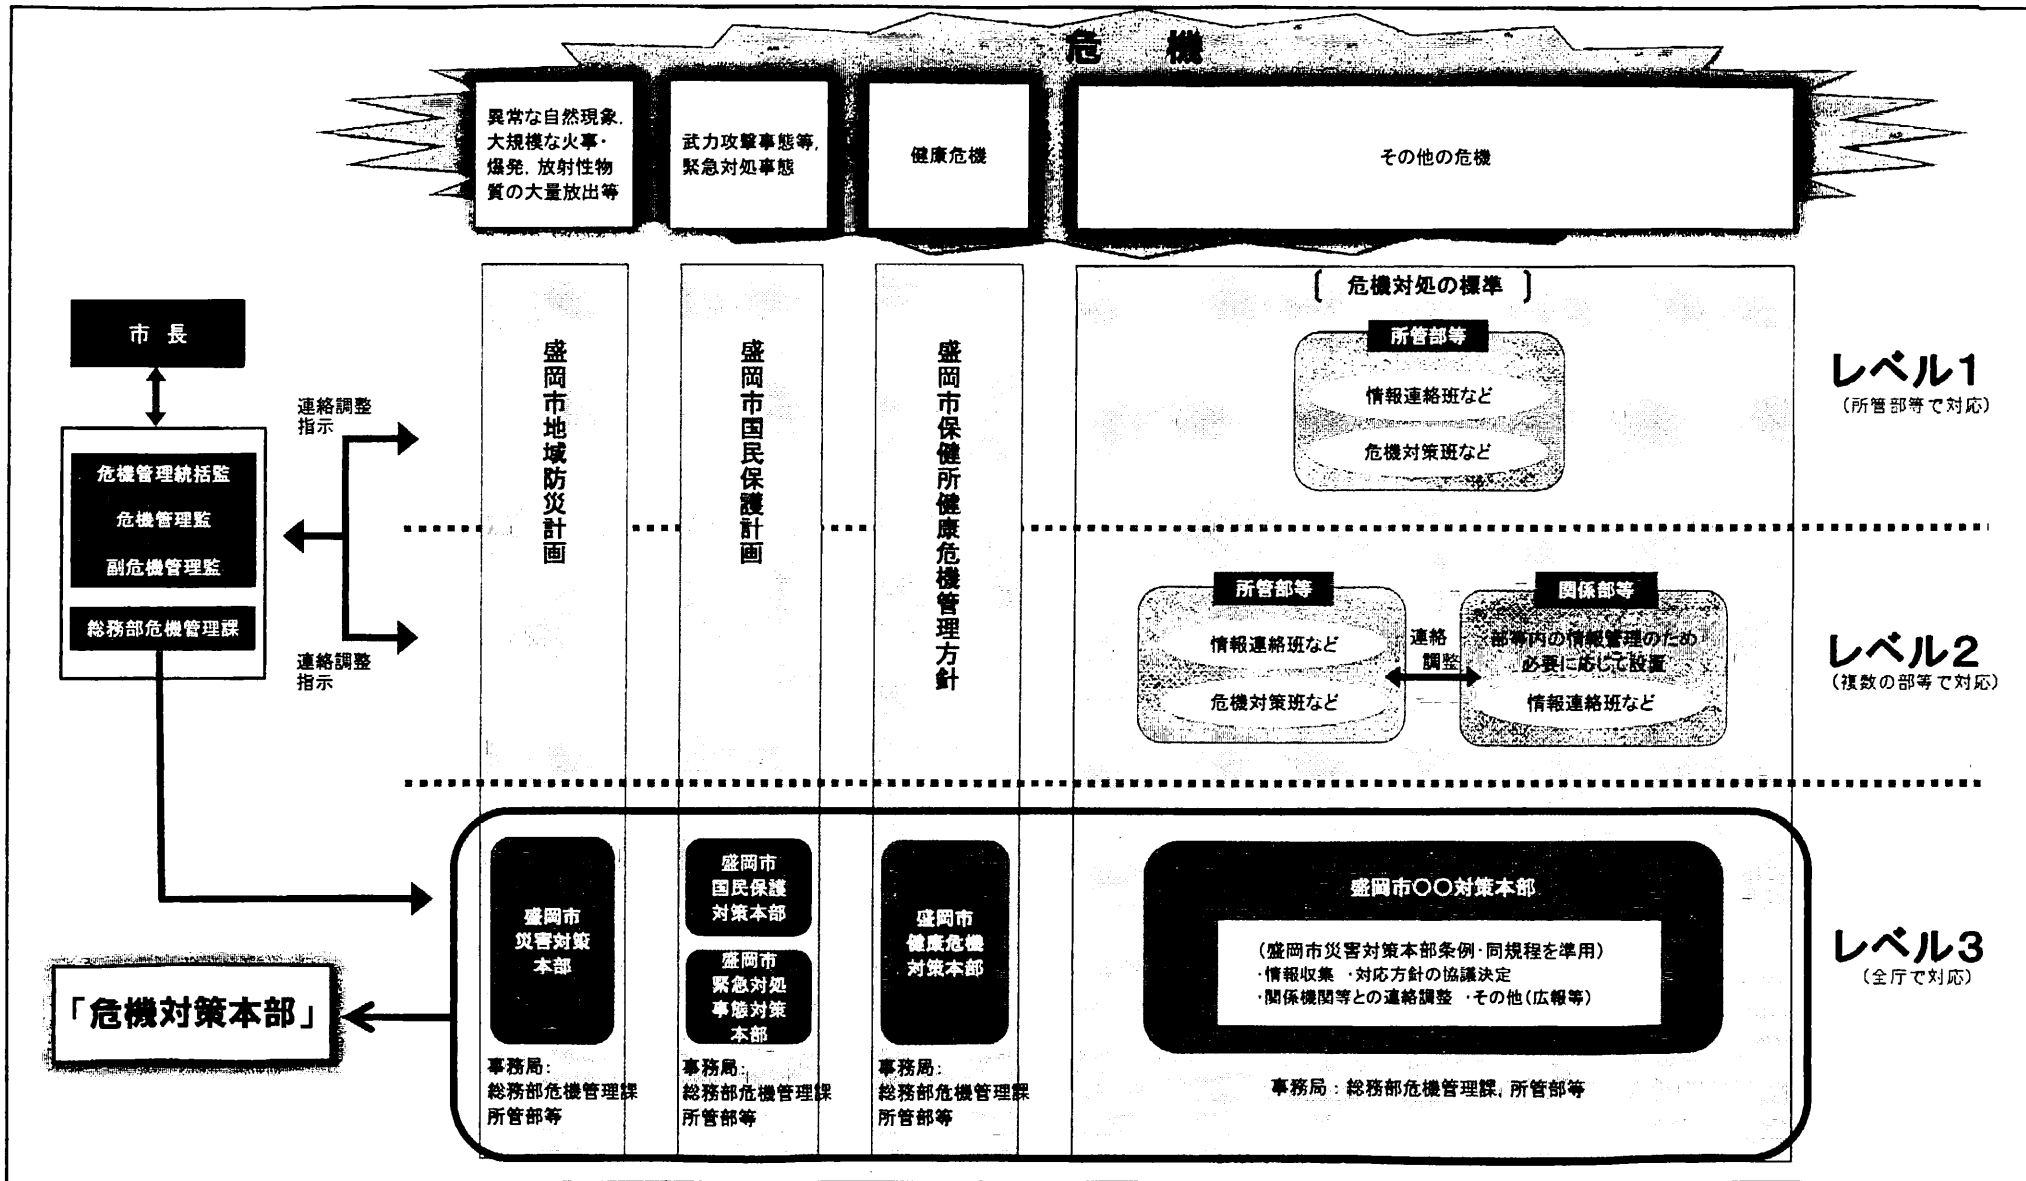 危　機
異常な自然現象，
大規模な火事・
爆発，放射性物
質の大量放出等
武力攻撃事態等，
緊急対処事態
健康危機
その他の危機
市 長
連絡調整
指示
危機管理統括監
危機管理監
副危機管理監
総務部危機管理課
連絡調整
指示
盛岡市地域防災計画
盛岡市国民保護計画
盛岡市保健所健康危機管理方針
〔 危機対処の標準 〕
所管部等
情報連絡班など
危機対策班など
レベル1
（所管部等で対応）
所管部等
情報連絡班など
危機対策班など
連絡
調整
関係部等
部等内の情報管理のため
必要に応じて設置
情報連絡班など
レベル2
（複数の部等で対応）
盛岡市
災害対策
本部
事務局：
総務部危機管理課
所管部等
盛岡市
国民保護
対策本部
盛岡市
緊急対処
事態対策
本部
事務局：
総務部危機管理課
所管部等
盛岡市
健康危機
対策本部
事務局：
総務部危機管理課
所管部等
盛岡市〇〇対策本部
（盛岡市災害対策本部条例・同規程を準用）
・情報収集　・対応方針の協議決定
・関係機関等との連絡調整　・その他（広報等）
事務局：総務部危機管理課，所管部等
レベル3
（全庁で対応）
「危機対策本部」